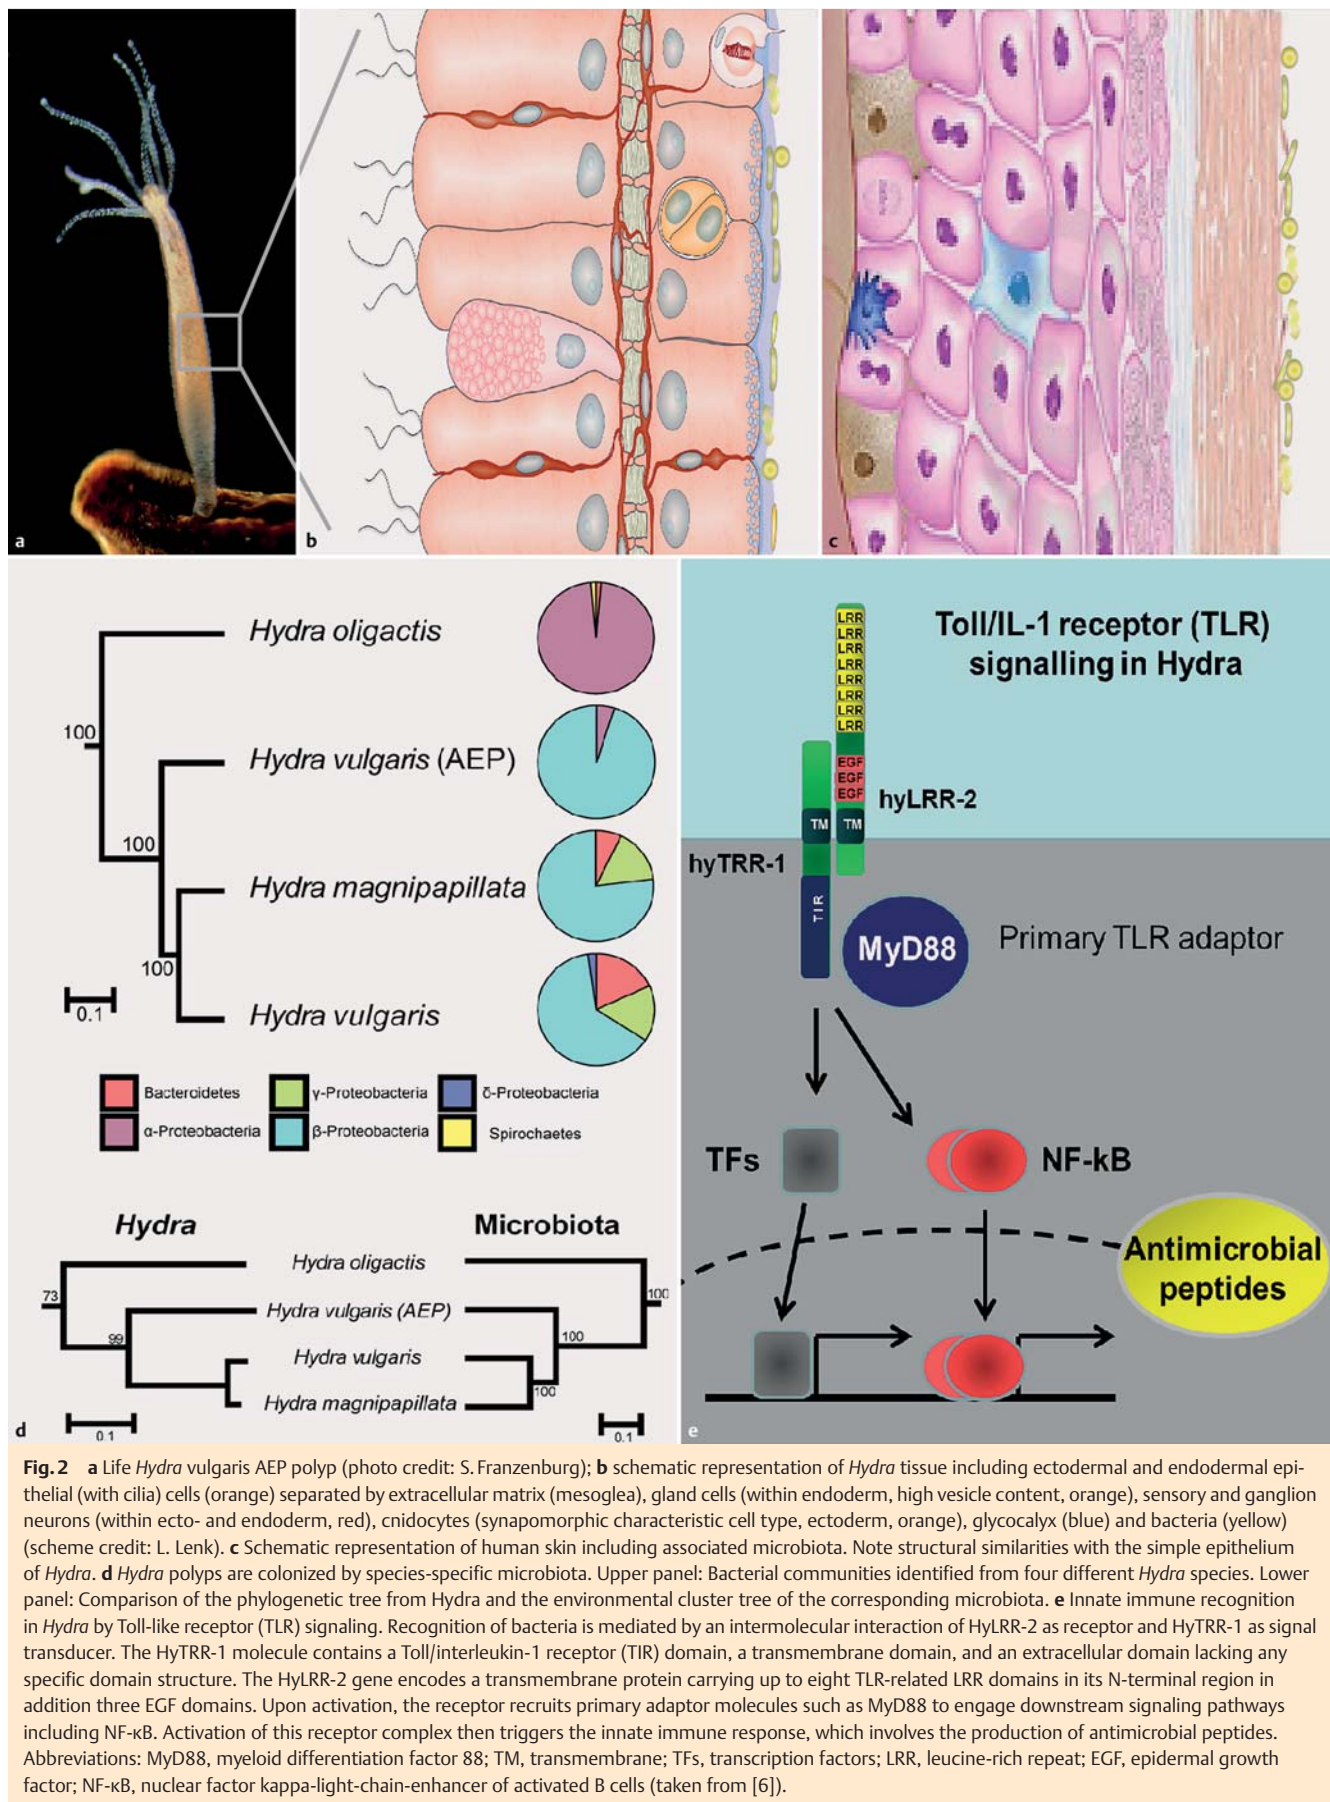 a
b
c
Hydra oligactis
100
Hydra vulgaris (AEP)
100
Hydra magnipapillata
100
0.1
Hydra vulgaris
Bacteroidetes
γ-Proteobacteria
δ-Proteobacteria
α-Proteobacteria
β-Proteobacteria
Spirochaetes
Hydra
Microbiota
Hydra oligactis
73
100
Hydra vulgaris (AEP)
99
100
Hydra vulgaris
100
Hydra magnipapillata
d
0.1
0.1
Toll/IL-1 receptor (TLR)
signalling in Hydra
LRR
LRR
LRR
LRR
LRR
LRR
LRR
LRR
EGF
EGF
EGF
hyLRR-2
TM
TM
hyTRR-1
TIR
MyD88
Primary TLR adaptor
TFs
NF-kB
Antimicrobial
peptides
e
Fig. 2 a Life Hydra vulgaris AEP polyp (photo credit: S. Franzenburg); b schematic representation of Hydra tissue including ectodermal and endodermal epi-
thelial (with cilia) cells (orange) separated by extracellular matrix (mesoglea), gland cells (within endoderm, high vesicle content, orange), sensory and ganglion
neurons (within ecto- and endoderm, red), cnidocytes (synapomorphic characteristic cell type, ectoderm, orange), glycocalyx (blue) and bacteria (yellow)
(scheme credit: L. Lenk). c Schematic representation of human skin including associated microbiota. Note structural similarities with the simple epithelium
of Hydra. d Hydra polyps are colonized by species-specific microbiota. Upper panel: Bacterial communities identified from four different Hydra species. Lower
panel: Comparison of the phylogenetic tree from Hydra and the environmental cluster tree of the corresponding microbiota. e Innate immune recognition
in Hydra by Toll-like receptor (TLR) signaling. Recognition of bacteria is mediated by an intermolecular interaction of HyLRR-2 as receptor and HyTRR-1 as signal
transducer. The HyTRR-1 molecule contains a Toll/interleukin-1 receptor (TIR) domain, a transmembrane domain, and an extracellular domain lacking any
specific domain structure. The HyLRR-2 gene encodes a transmembrane protein carrying up to eight TLR-related LRR domains in its N-terminal region in
addition three EGF domains. Upon activation, the receptor recruits primary adaptor molecules such as MyD88 to engage downstream signaling pathways
including NF-κB. Activation of this receptor complex then triggers the innate immune response, which involves the production of antimicrobial peptides.
Abbreviations: MyD88, myeloid differentiation factor 88; TM, transmembrane; TFs, transcription factors; LRR, leucine-rich repeat; EGF, epidermal growth
factor; NF-κB, nuclear factor kappa-light-chain-enhancer of activated B cells (taken from [6]).